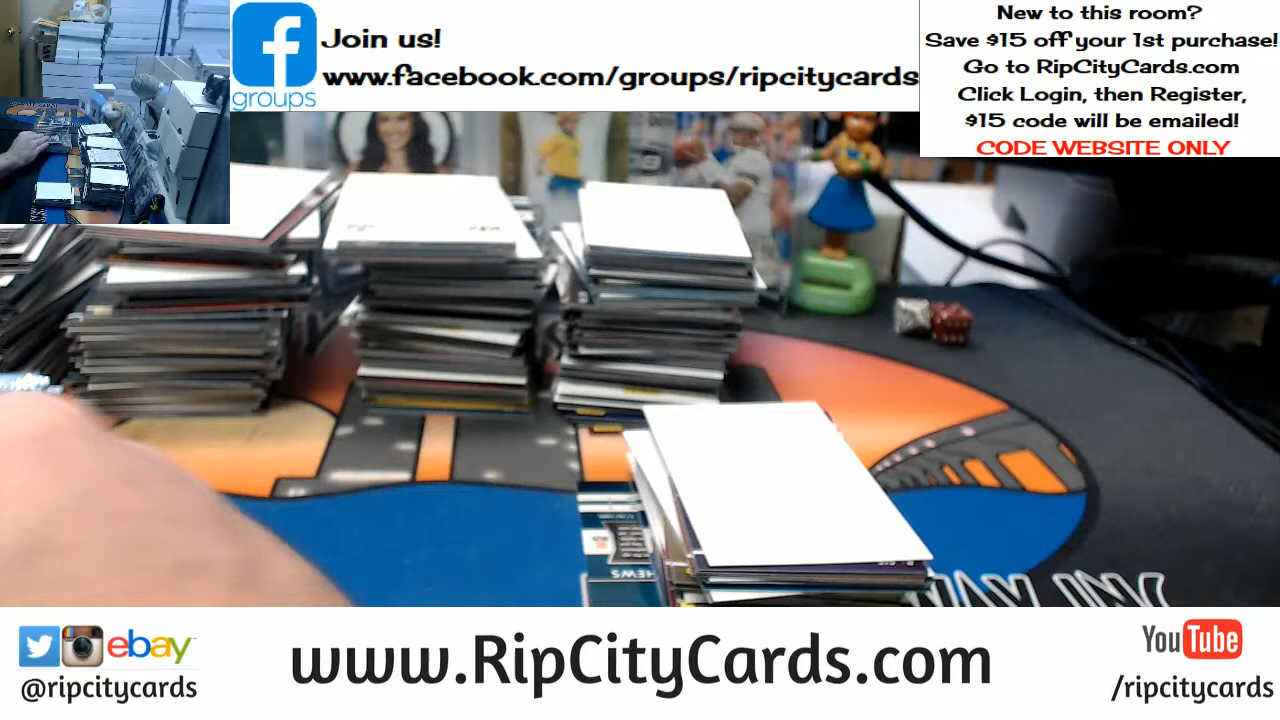 Join us!
www.facebook.com/groups/ripcitycards
groups
New to this room?
Save $15 off your 1st purchase!
Go to RipCityCards.com
Click Login, then Register,
$15 code will be emailed!
CODE WEBSITE ONLY
HEWS
ebay
@ripcitycards
www.RipCityCards.com
YouTube
/ripcitycards